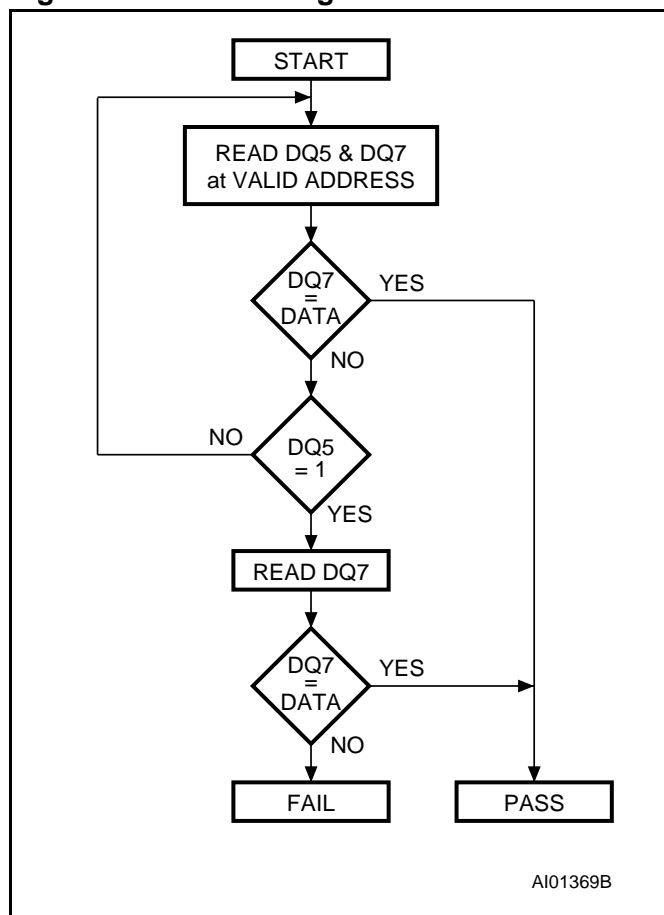 START
READ DQ5 & DQ7
at VALID ADDRESS
DQ7
=
DATA
YES
NO
DQ5
= 1
NO
YES
READ DQ7
DQ7
=
DATA
YES
NO
FAIL
PASS
AI01369B